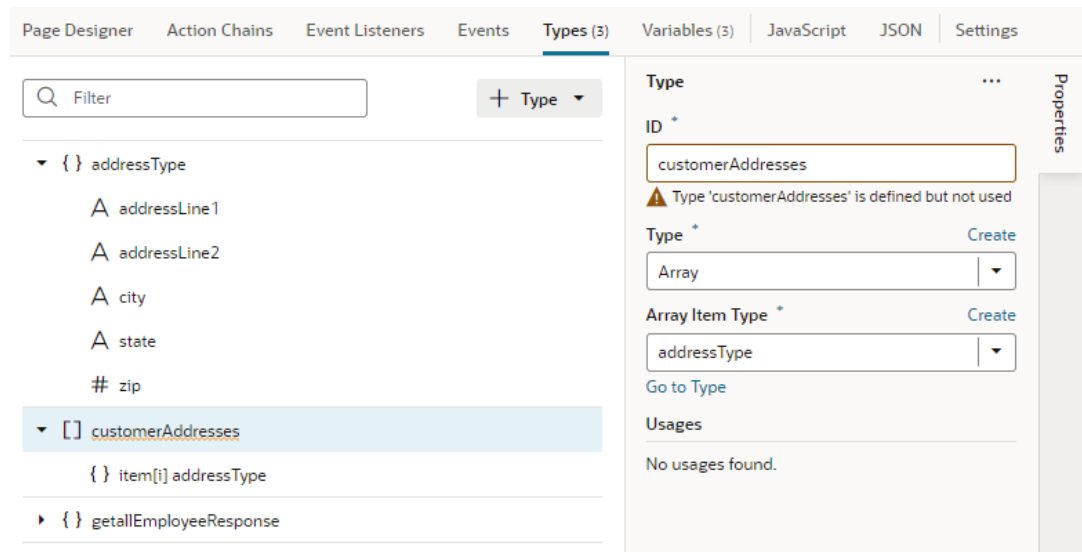 Page Designer Action Chains Event Listeners Events Types (3) Variables (3) JavaScript JSON Settings
Filter
+ Type
{ } addressType
A addressLine1
A addressLine2
A city
A state
# zip
[] customerAddresses
{ } item[i] addressType
{ } getallEmployeeResponse
Type ...
ID *
customerAddresses
Type 'customerAddresses' is defined but not used
Type * Create
Array
Array Item Type * Create
addressType
Go to Type
Usages
No usages found.
Properties